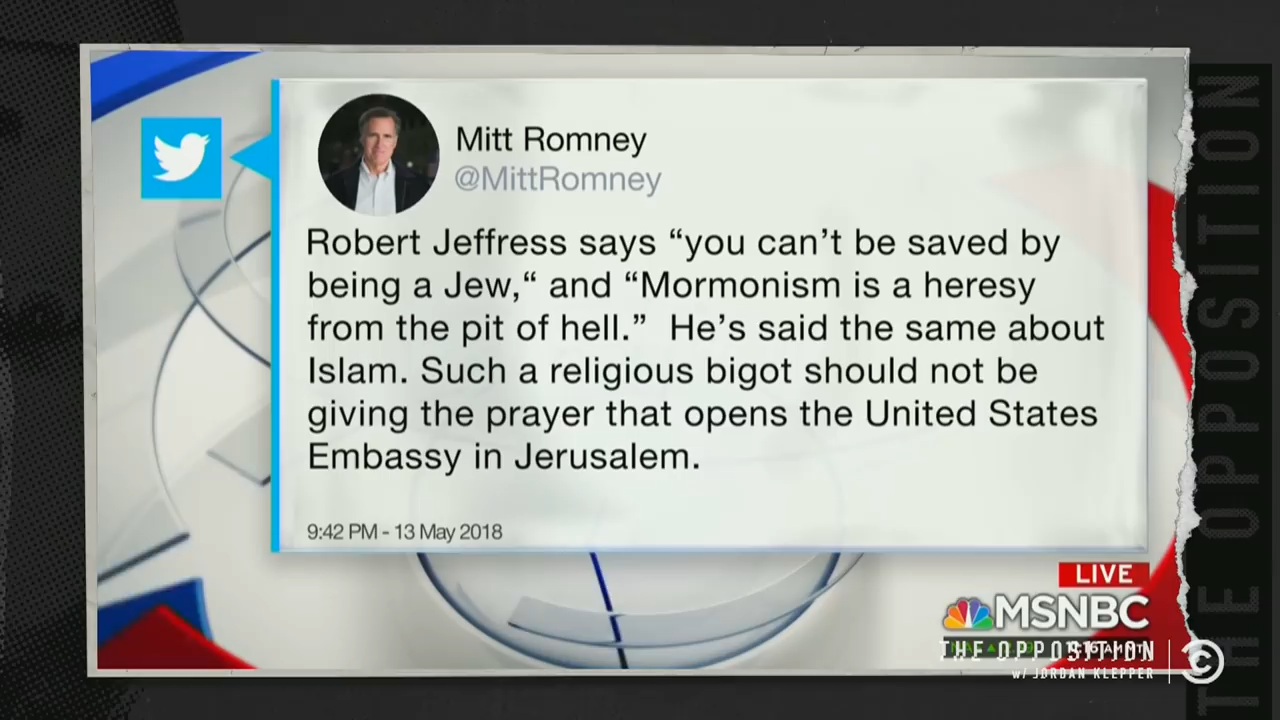 Mitt Romney
@MittRomney
Robert Jeffress says “you can’t be saved by
being a Jew,“ and “Mormonism is a heresy
from the pit of hell.”  He’s said the same about
Islam. Such a religious bigot should not be
giving the prayer that opens the United States
Embassy in Jerusalem.
9:42 PM - 13 May 2018
LIVE
MSNBC
THE OPPOSITION
W/ JORDAN KLEPPER
THE OPPOSITION